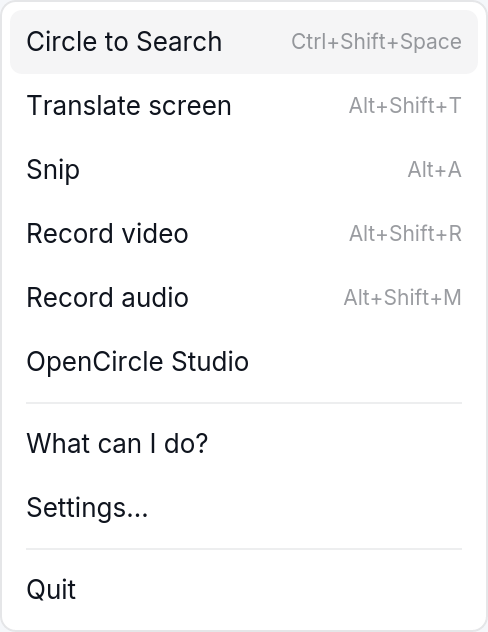 Circle to Search Ctrl+Shift+Space
Translate screen Alt+Shift+T
Snip Alt+A
Record video Alt+Shift+R
Record audio Alt+Shift+M
OpenCircle Studio
What can I do?
Settings...
Quit